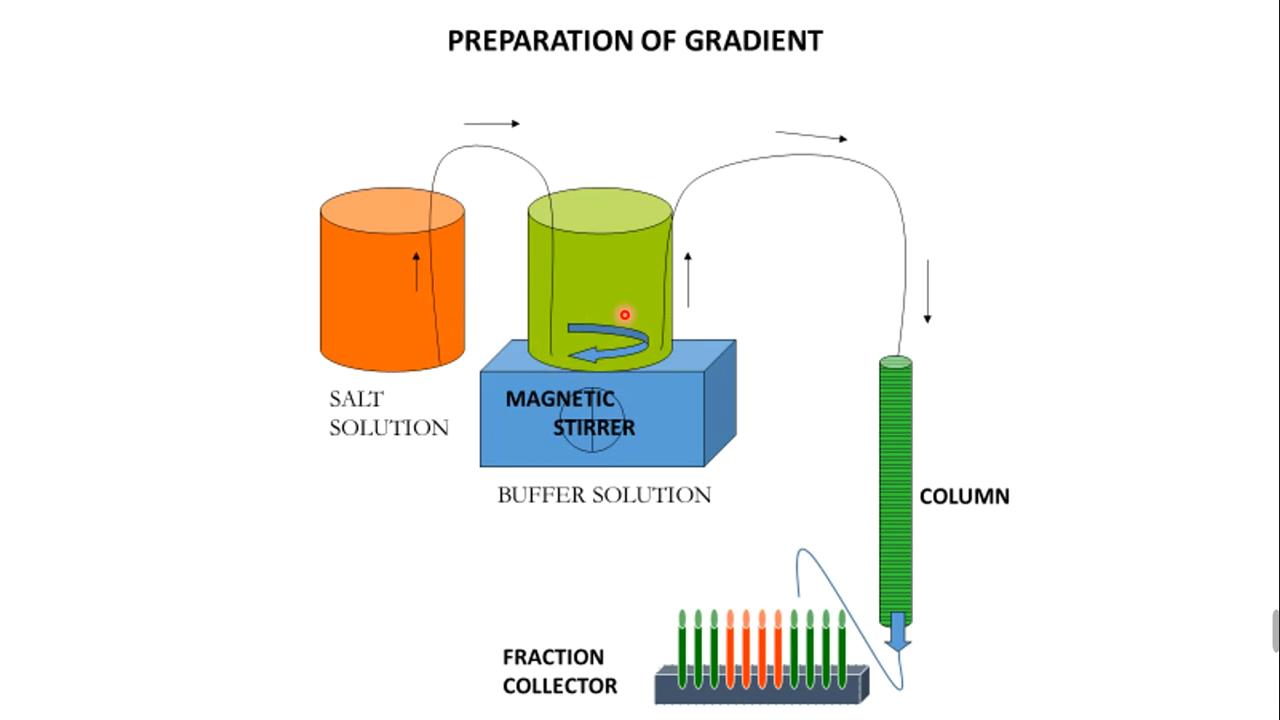 PREPARATION OF GRADIENT
SALT
SOLUTION
MAGNETIC
STIRRER
BUFFER SOLUTION
COLUMN
FRACTION
COLLECTOR